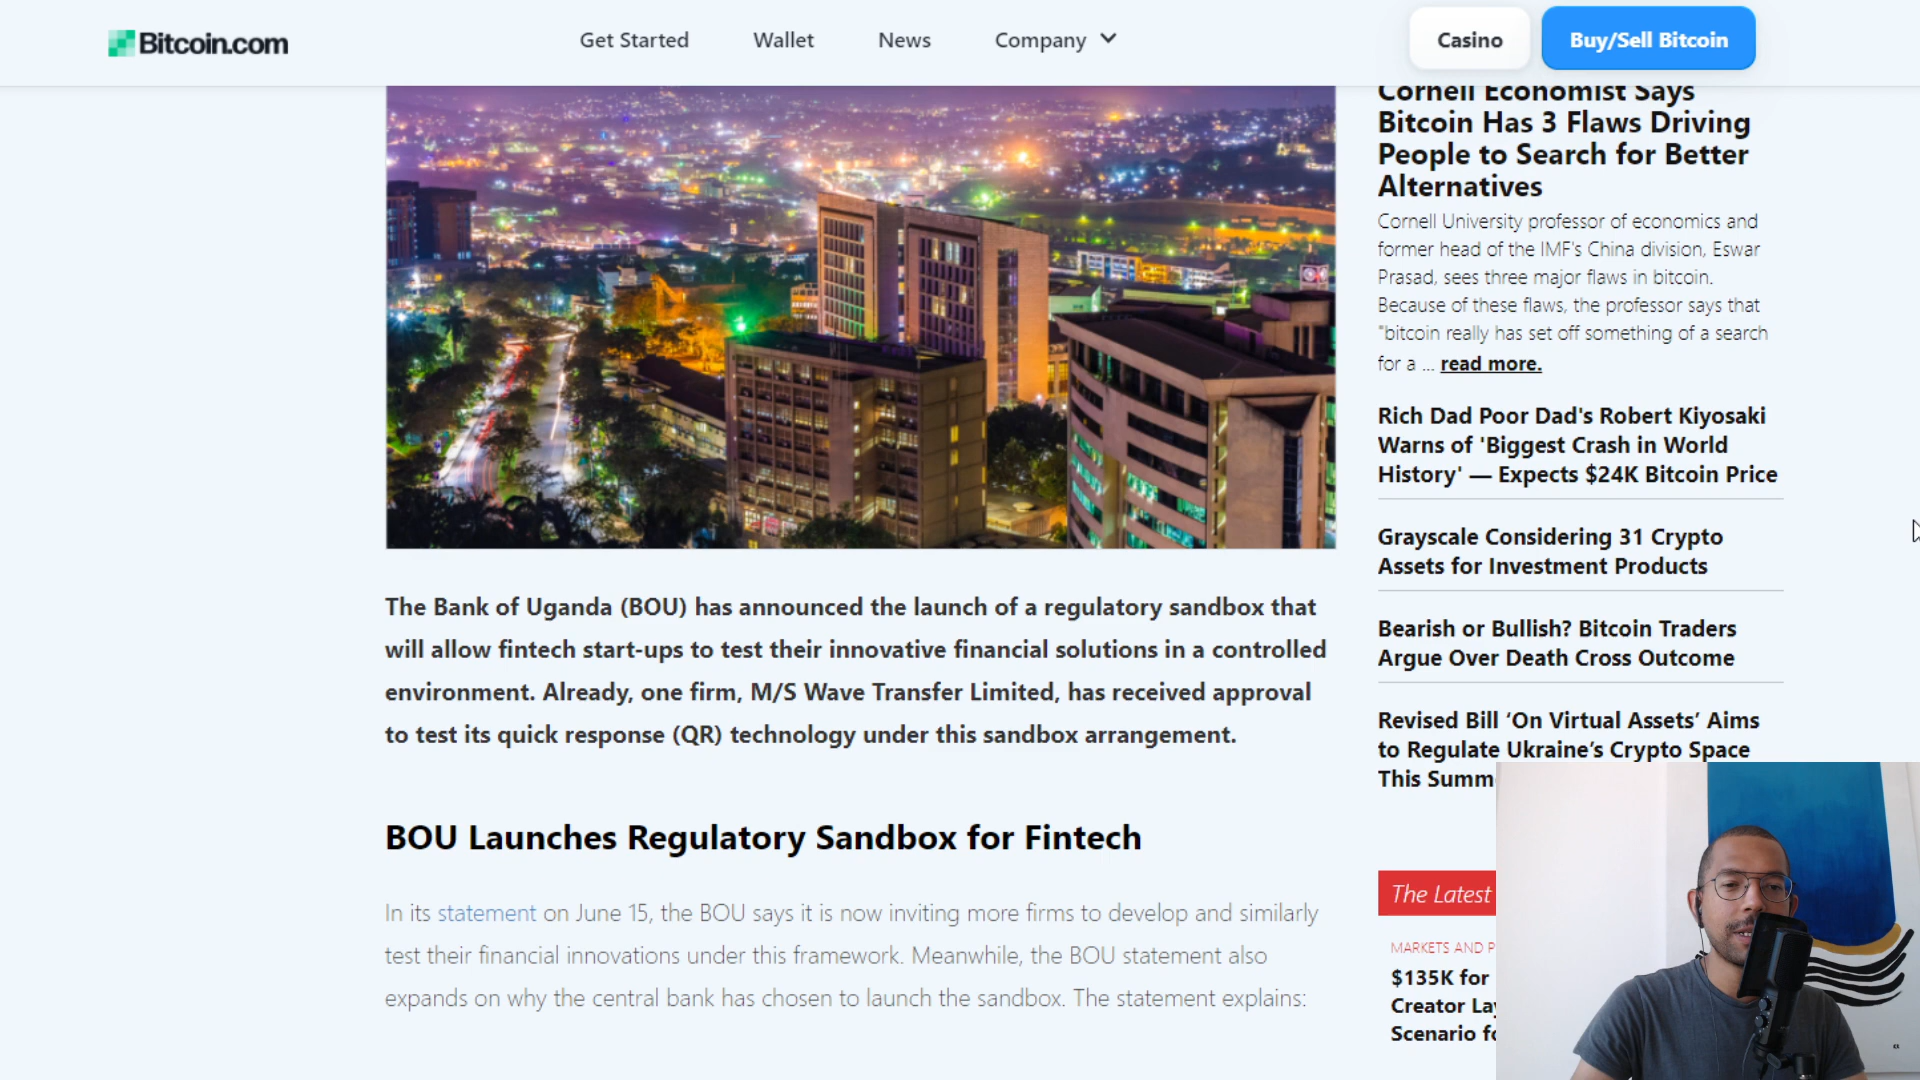 Bitcoin.com
Get Started
Wallet
News
Company
Casino
Buy/Sell Bitcoin
The Bank of Uganda (BOU) has announced the launch of a regulatory sandbox that
will allow fintech start-ups to test their innovative financial solutions in a controlled
environment. Already, one firm, M/S Wave Transfer Limited, has received approval
to test its quick response (QR) technology under this sandbox arrangement.
BOU Launches Regulatory Sandbox for Fintech
In its statement on June 15, the BOU says it is now inviting more firms to develop and similarly
test their financial innovations under this framework. Meanwhile, the BOU statement also
expands on why the central bank has chosen to launch the sandbox. The statement explains:
Cornell Economist Says
Bitcoin Has 3 Flaws Driving
People to Search for Better
Alternatives
Cornell University professor of economics and
former head of the IMF's China division, Eswar
Prasad, sees three major flaws in bitcoin.
Because of these flaws, the professor says that
"bitcoin really has set off something of a search
for a ... read more.
Rich Dad Poor Dad's Robert Kiyosaki
Warns of 'Biggest Crash in World
History' — Expects $24K Bitcoin Price
Grayscale Considering 31 Crypto
Assets for Investment Products
Bearish or Bullish? Bitcoin Traders
Argue Over Death Cross Outcome
Revised Bill ‘On Virtual Assets’ Aims
to Regulate Ukraine’s Crypto Space
This Summ
The Latest
MARKETS AND P
$135K for
Creator Lay
Scenario fo